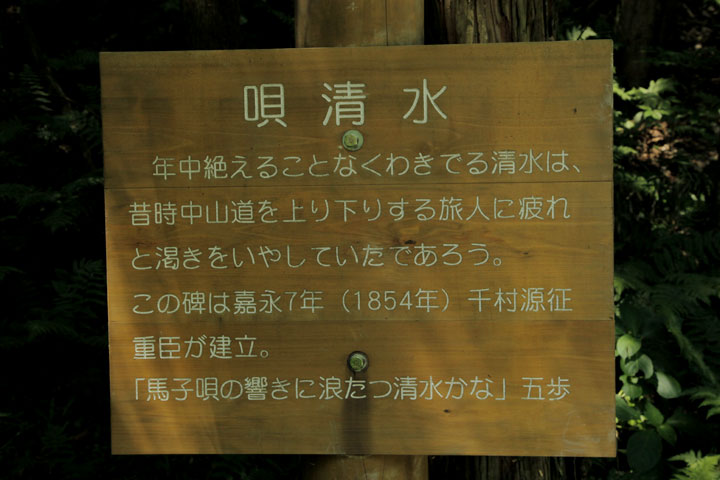 唄清水
年中絶えることなくわきでる清水は、
昔時中山道を上り下りする旅人に疲れ
と渇きをいやしていたであろう。
この碑は嘉永7年（1854年）千村源征
重臣が建立。
「馬子唄の響きに浪たつ清水かな」五歩